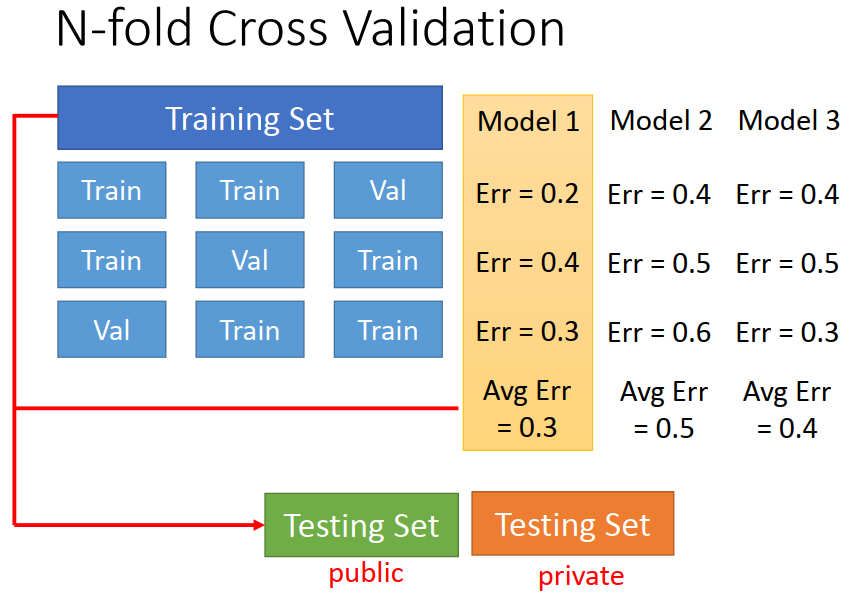 N-fold Cross Validation
Training Set
Model 1 Model 2 Model 3
Train Train Val Err = 0.2 Err = 0.4 Err = 0.4
Train Val Train Err = 0.4 Err = 0.5 Err = 0.5
Val Train Train Err = 0.3 Err = 0.6 Err = 0.3
Avg Err Avg Err Avg Err
= 0.3 = 0.5 = 0.4
Testing Set Testing Set
public private